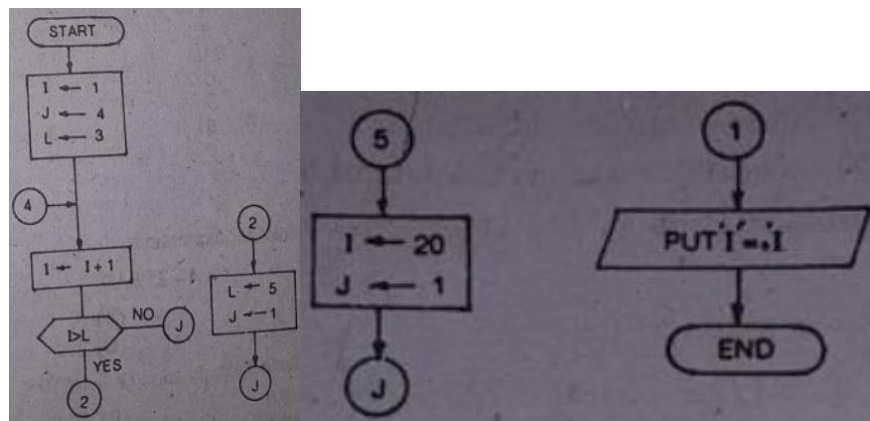 START
I ← 1
J ← 4
L ← 3
4
I ← I+1
I>L
NO
J
YES
2
2
L ← 5
J ← 1
J
5
I ← 20
J ← 1
J
1
PUT 'I' = , I
END